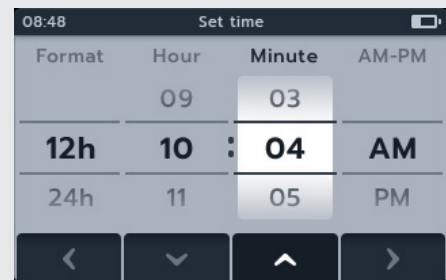 08:48 Set time
Format Hour Minute AM-PM
09 03
12h 10 : 04 AM
24h 11 05 PM